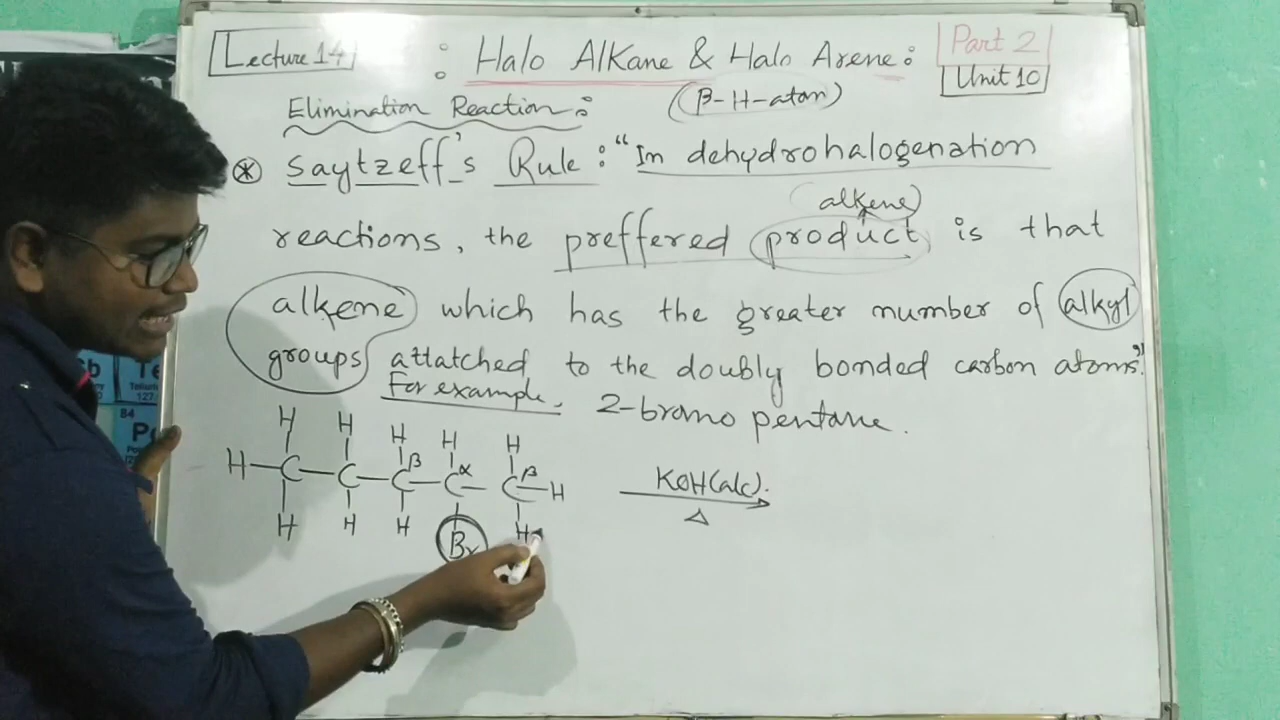 Lecture 14
: Halo Alkane & Halo Arene :
Part 2
Unit 10
Elimination Reaction :
(β-H-atom)
* Saytzeff's Rule : "In dehydrohalogenation
(alkene)
reactions, the preffered product is that
alkene which has the greater number of alkyl
groups attatched to the doubly bonded carbon atoms."
For example, 2-bromo pentane.
H H H H H
H-C-C-C β-C α-C β-H
H H H Br H
KOH(alc).
Δ
84
Te